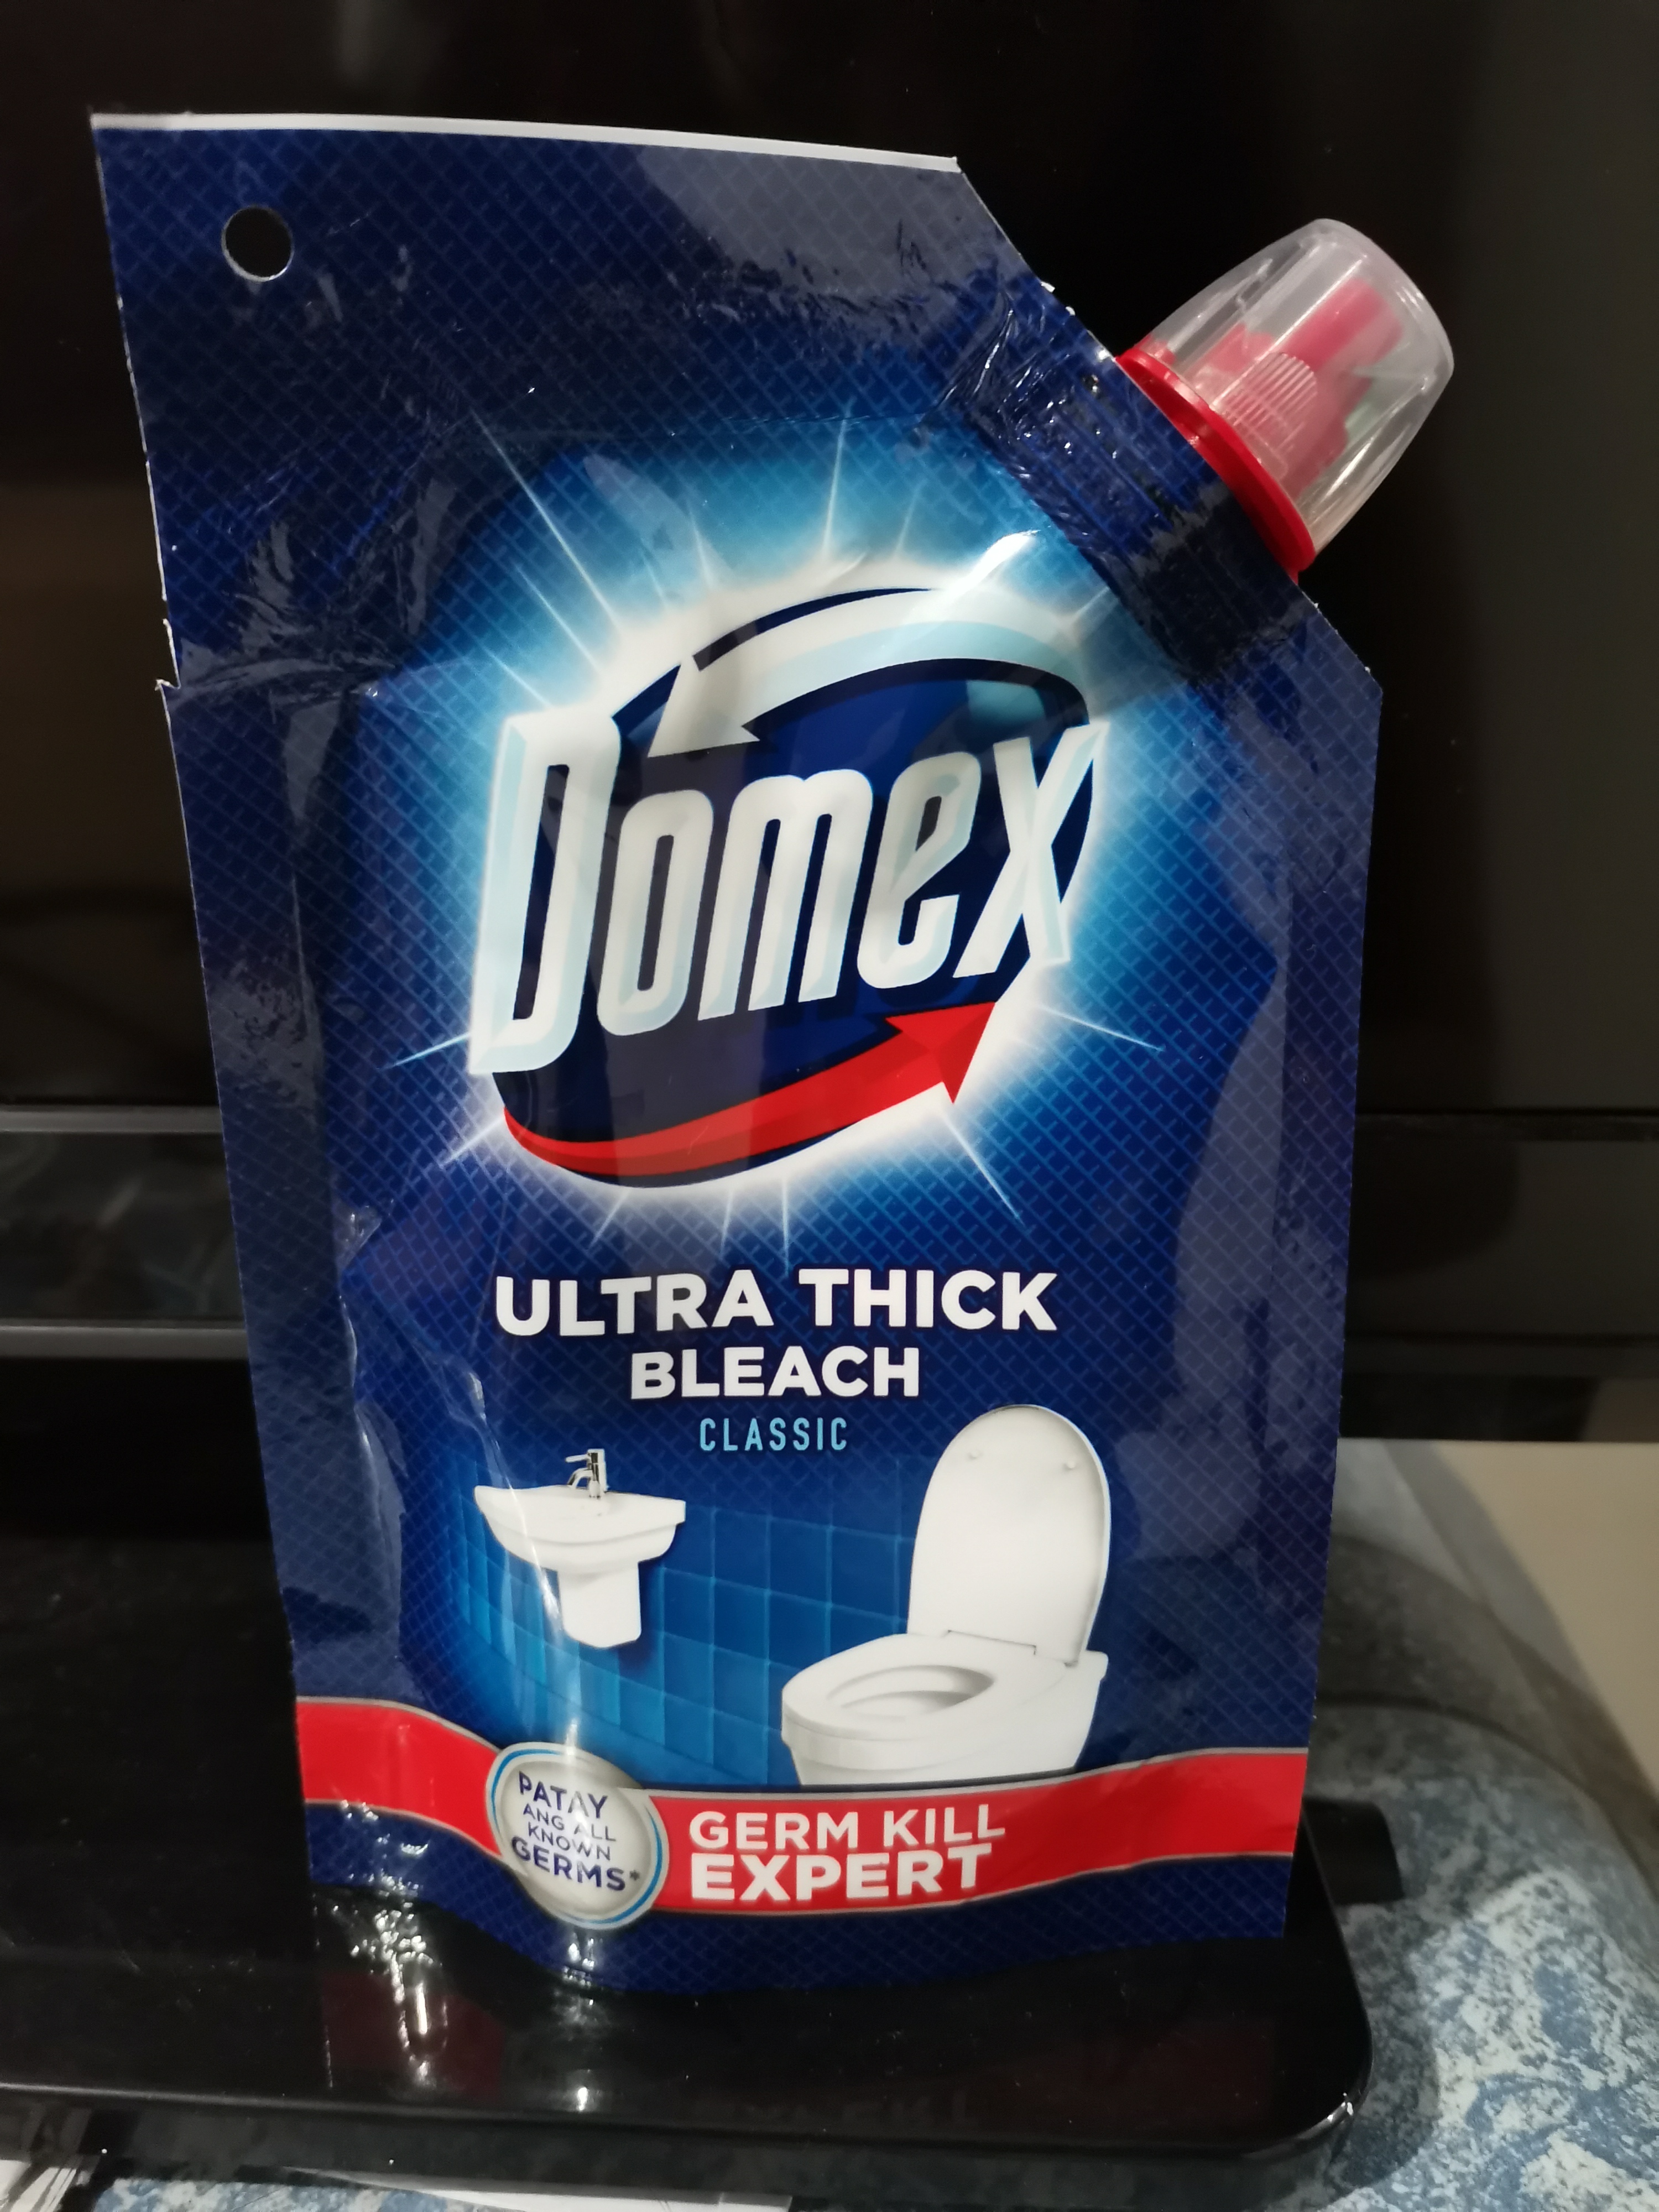 Domex
ULTRA THICK
BLEACH
CLASSIC
PATAY
ANG ALL
KNOWN
GERMS*
GERM KILL
EXPERT